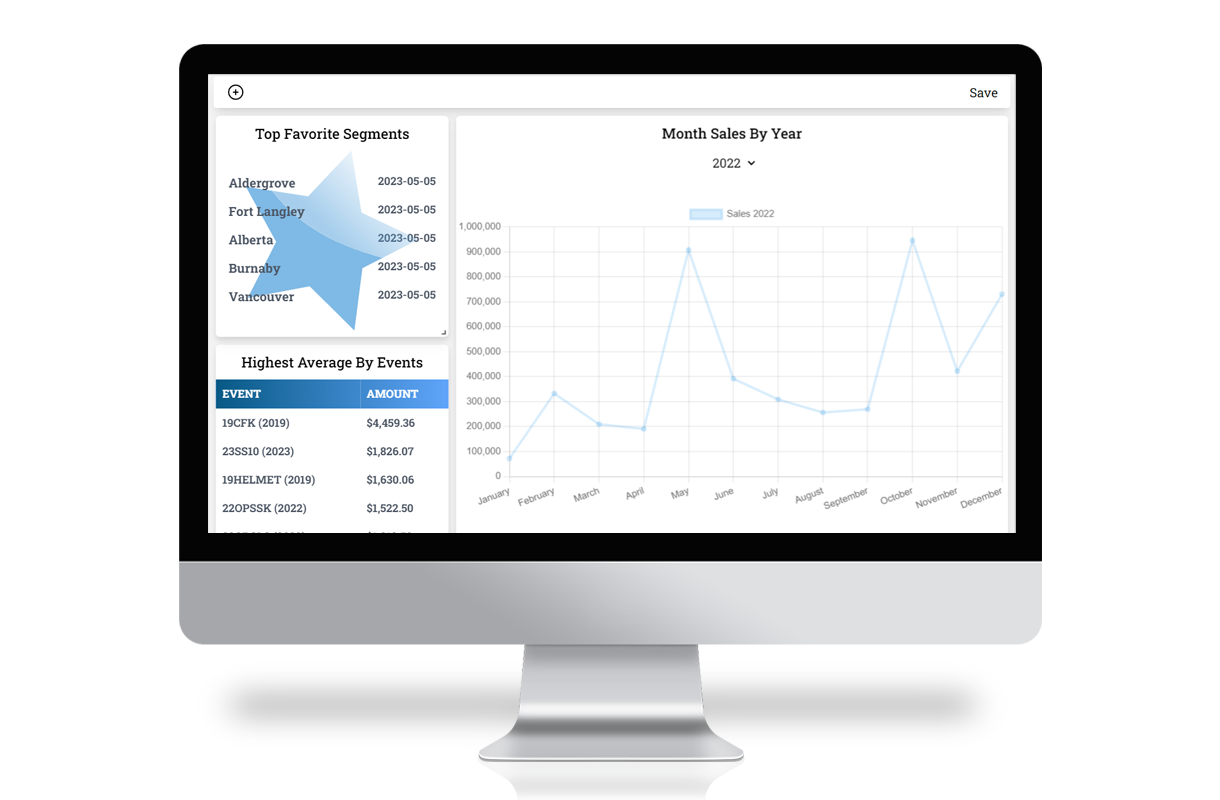 Save
Top Favorite Segments
Aldergrove 2023-05-05
Fort Langley 2023-05-05
Alberta 2023-05-05
Burnaby 2023-05-05
Vancouver 2023-05-05
Highest Average By Events
EVENT AMOUNT
19CFK (2019) $4,459.36
23SS10 (2023) $1,826.07
19HELMET (2019) $1,630.06
22OPSSK (2022) $1,522.50
Month Sales By Year
2022
Sales 2022
1,000,000
900,000
800,000
700,000
600,000
500,000
400,000
300,000
200,000
100,000
0
January February March April May June July August September October November December